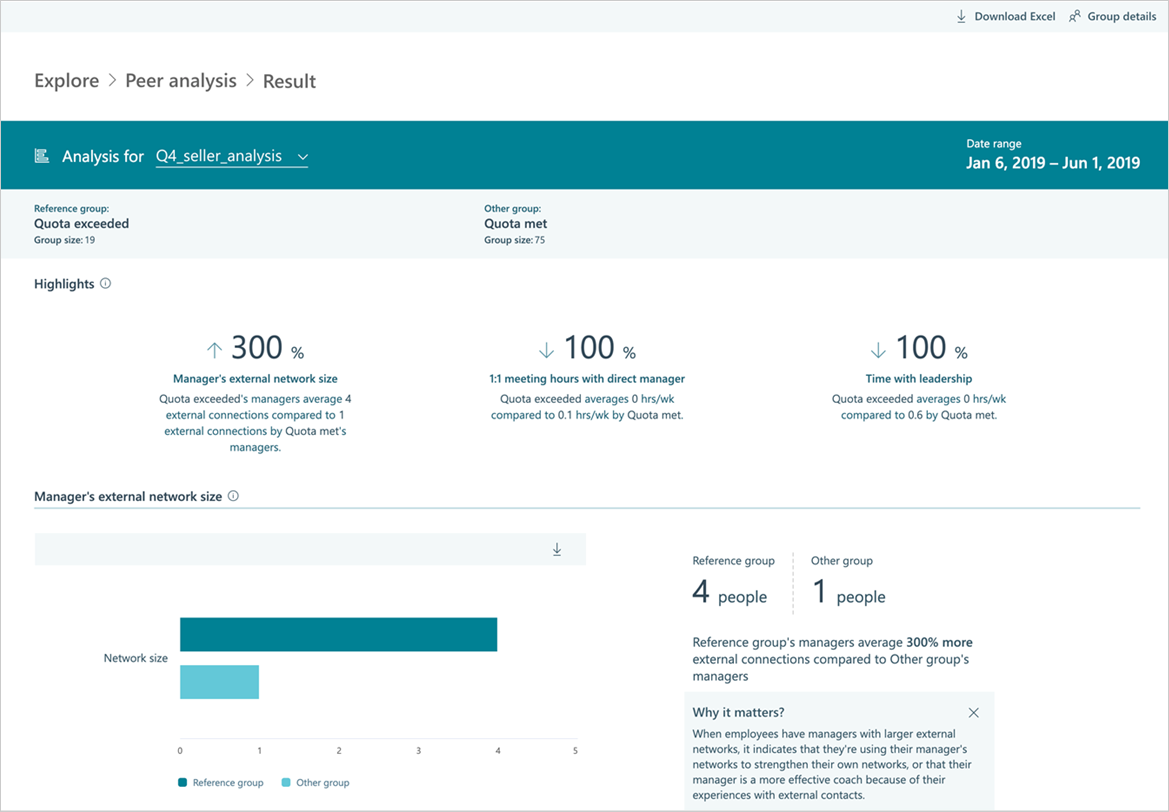 Download Excel Group details
Explore > Peer analysis > Result
Analysis for Q4_seller_analysis
Date range
Jan 6, 2019 – Jun 1, 2019
Reference group:
Quota exceeded
Group size: 19
Other group:
Quota met
Group size: 75
Highlights
↑ 300 %
Manager's external network size
Quota exceeded's managers average 4
external connections compared to 1
external connections by Quota met's
managers.
↓ 100 %
1:1 meeting hours with direct manager
Quota exceeded averages 0 hrs/wk
compared to 0.1 hrs/wk by Quota met.
↓ 100 %
Time with leadership
Quota exceeded averages 0 hrs/wk
compared to 0.6 by Quota met.
Manager's external network size
Network size
0 1 2 3 4 5
Reference group Other group
Reference group
4 people
Other group
1 people
Reference group's managers average 300% more
external connections compared to Other group's
managers
Why it matters?
When employees have managers with larger external
networks, it indicates that they're using their manager's
networks to strengthen their own networks, or that their
manager is a more effective coach because of their
experiences with external contacts.